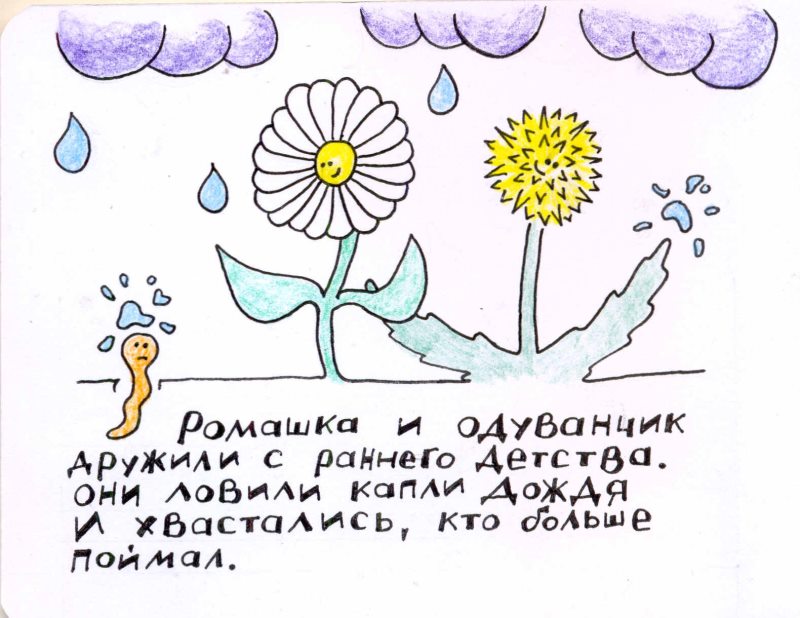 Ромашка и одуванчик
дружили с раннего детства.
они ловили капли дождя
и хвастались, кто больше
поймал.